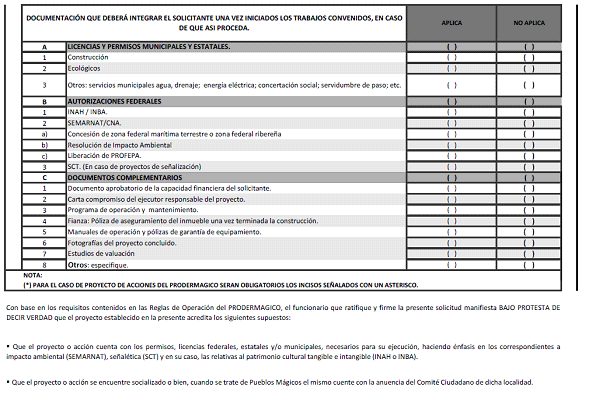 DOCUMENTACIÓN QUE DEBERÁ INTEGRAR EL SOLICITANTE UNA VEZ INICIADOS LOS TRABAJOS CONVENIDOS, EN CASO DE QUE ASI PROCEDA. APLICA NO APLICA
A LICENCIAS Y PERMISOS MUNICIPALES Y ESTATALES. ( ) ( )
1 Construcción ( ) ( )
2 Ecológicos ( ) ( )
3 Otros: servicios municipales agua, drenaje; energía eléctrica; concertación social; servidumbre de paso; etc. ( ) ( )
B AUTORIZACIONES FEDERALES ( ) ( )
1 INAH / INBA. ( ) ( )
2 SEMARNAT/CNA. ( ) ( )
a) Concesión de zona federal marítima terrestre o zona federal ribereña ( ) ( )
b) Resolución de Impacto Ambiental ( ) ( )
c) Liberación de PROFEPA. ( ) ( )
3 SCT. (En caso de proyectos de señalización) ( ) ( )
C DOCUMENTOS COMPLEMENTARIOS ( ) ( )
1 Documento aprobatorio de la capacidad financiera del solicitante. ( ) ( )
2 Carta compromiso del ejecutor responsable del proyecto. ( ) ( )
3 Programa de operación y mantenimiento. ( ) ( )
4 Fianza: Póliza de aseguramiento del inmueble una vez terminada la construcción. ( ) ( )
5 Manuales de operación y pólizas de garantía de equipamiento. ( ) ( )
6 Fotografías del proyecto concluido. ( ) ( )
7 Estudios de valuación ( ) ( )
8 Otros: especifique. ( ) ( )
NOTA:
(*) PARA EL CASO DE PROYECTO DE ACCIONES DEL PRODERMAGICO SERAN OBLIGATORIOS LOS INCISOS SEÑALADOS CON UN ASTERISCO.
Con base en los requisitos contenidos en las Reglas de Operación del PRODERMAGICO, el funcionario que ratifique y firme la presente solicitud manifiesta BAJO PROTESTA DE
DECIR VERDAD que el proyecto establecido en la presente acredita los siguientes supuestos:
• Que el proyecto o acción cuenta con los permisos, licencias federales, estatales y/o municipales, necesarios para su ejecución, haciendo énfasis en los correspondientes a
impacto ambiental (SEMARNAT), señalética (SCT) y en su caso, las relativas al patrimonio cultural tangible e intangible (INAH o INBA).
• Que el proyecto o acción se encuentre socializado o bien, cuando se trate de Pueblos Mágicos el mismo cuente con la anuencia del Comité Ciudadano de dicha localidad.